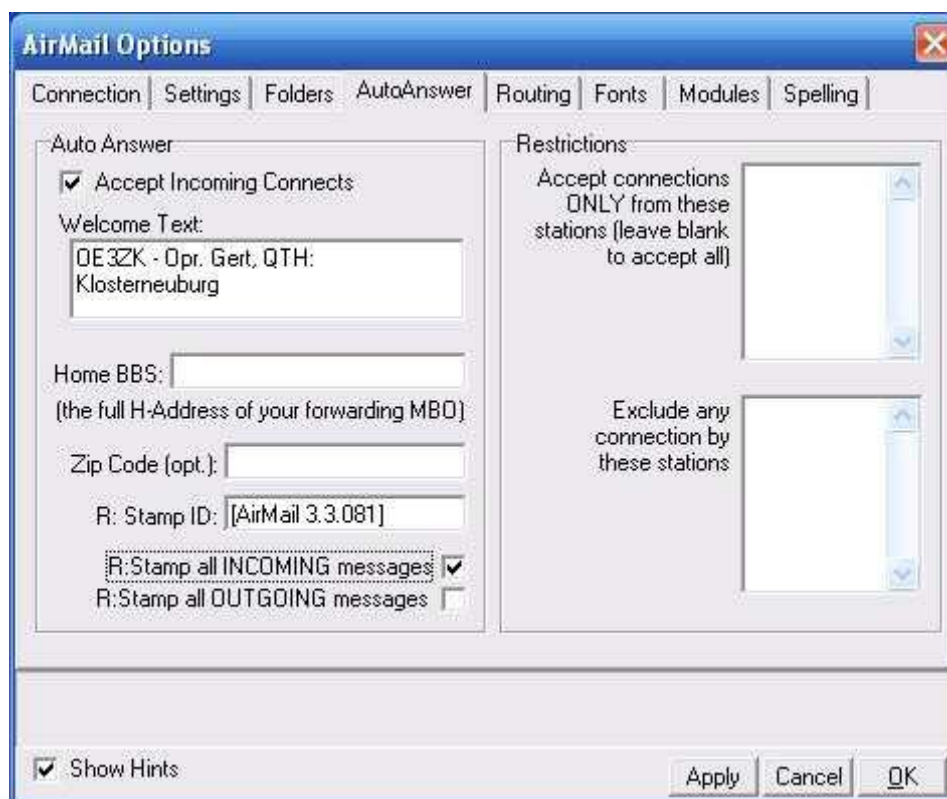 AirMail Options
Connection Settings Folders AutoAnswer Routing Fonts Modules Spelling
Auto Answer
Accept Incoming Connects
Welcome Text:
OE3ZK - Opr. Gert, QTH:
Klosterneuburg
Home BBS:
(the full H-Address of your forwarding MBO)
Zip Code (opt.):
R: Stamp ID: [AirMail 3.3.081]
R:Stamp all INCOMING messages
R:Stamp all OUTGOING messages
Restrictions
Accept connections
ONLY from these
stations (leave blank
to accept all)
Exclude any
connection by
these stations
Show Hints
Apply Cancel OK